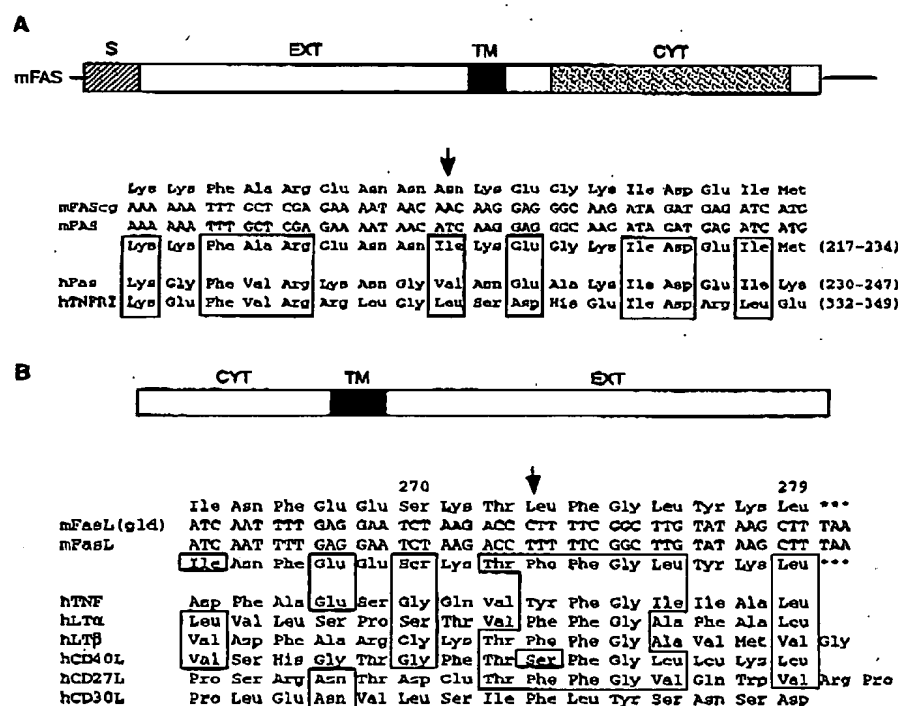 A
S EXT TM CYT
mFAS
Lys Lys Phe Ala Arg Glu Asn Asn Asn Lys Glu Gly Lys Ile Asp Glu Ile Met
mFAScg AAA AAA TTT GCT CGA GAA AAT AAC AAC AAG GAG GGC AAG ATA GAT GAG ATC ATG
mFAS AAA AAA TTT GCT CGA GAA AAT AAC ATC AAG GAG GGC AAG ATA GAT GAG ATC ATG
Lys Lys Phe Ala Arg Glu Asn Asn Ile Lys Glu Gly Lys Ile Asp Glu Ile Met (217-234)
hFas Lys Gly Phe Val Arg Lys Asn Gly Val Asn Glu Ala Lys Ile Asp Glu Ile Lys (230-247)
hTNFRI Lys Glu Phe Val Arg Arg Leu Gly Leu Ser Asp His Glu Ile Asp Arg Leu Glu (332-349)
B
CYT TM EXT
270 279
Ile Asn Phe Glu Glu Ser Lys Thr Leu Phe Gly Leu Tyr Lys Leu ***
mFasL(gld) ATC AAT TTT GAG GAA TCT AAG ACC CTT TTC GGC TTG TAT AAG CTT TAA
mFasL ATC AAT TTT GAG GAA TCT AAG ACC TTT TTC GGC TTG TAT AAG CTT TAA
Ile Asn Phe Glu Glu Ser Lys Thr Phe Phe Gly Leu Tyr Lys Leu ***
hTNF Asp Phe Ala Glu Ser Gly Gln Val Tyr Phe Gly Ile Ile Ala Leu
hLTα Leu Val Leu Ser Pro Ser Thr Val Phe Phe Gly Ala Phe Ala Leu
hLTβ Val Asp Phe Ala Arg Gly Lys Thr Phe Phe Gly Ala Val Met Val Gly
hCD40L Val Ser His Gly Thr Gly Phe Thr Ser Phe Gly Leu Leu Lys Leu
hCD27L Pro Ser Arg Asn Thr Asp Glu Thr Phe Phe Gly Val Gln Trp Val Arg Pro
hCD30L Pro Leu Glu Asn Val Leu Ser Ile Phe Leu Tyr Ser Asn Ser Asp